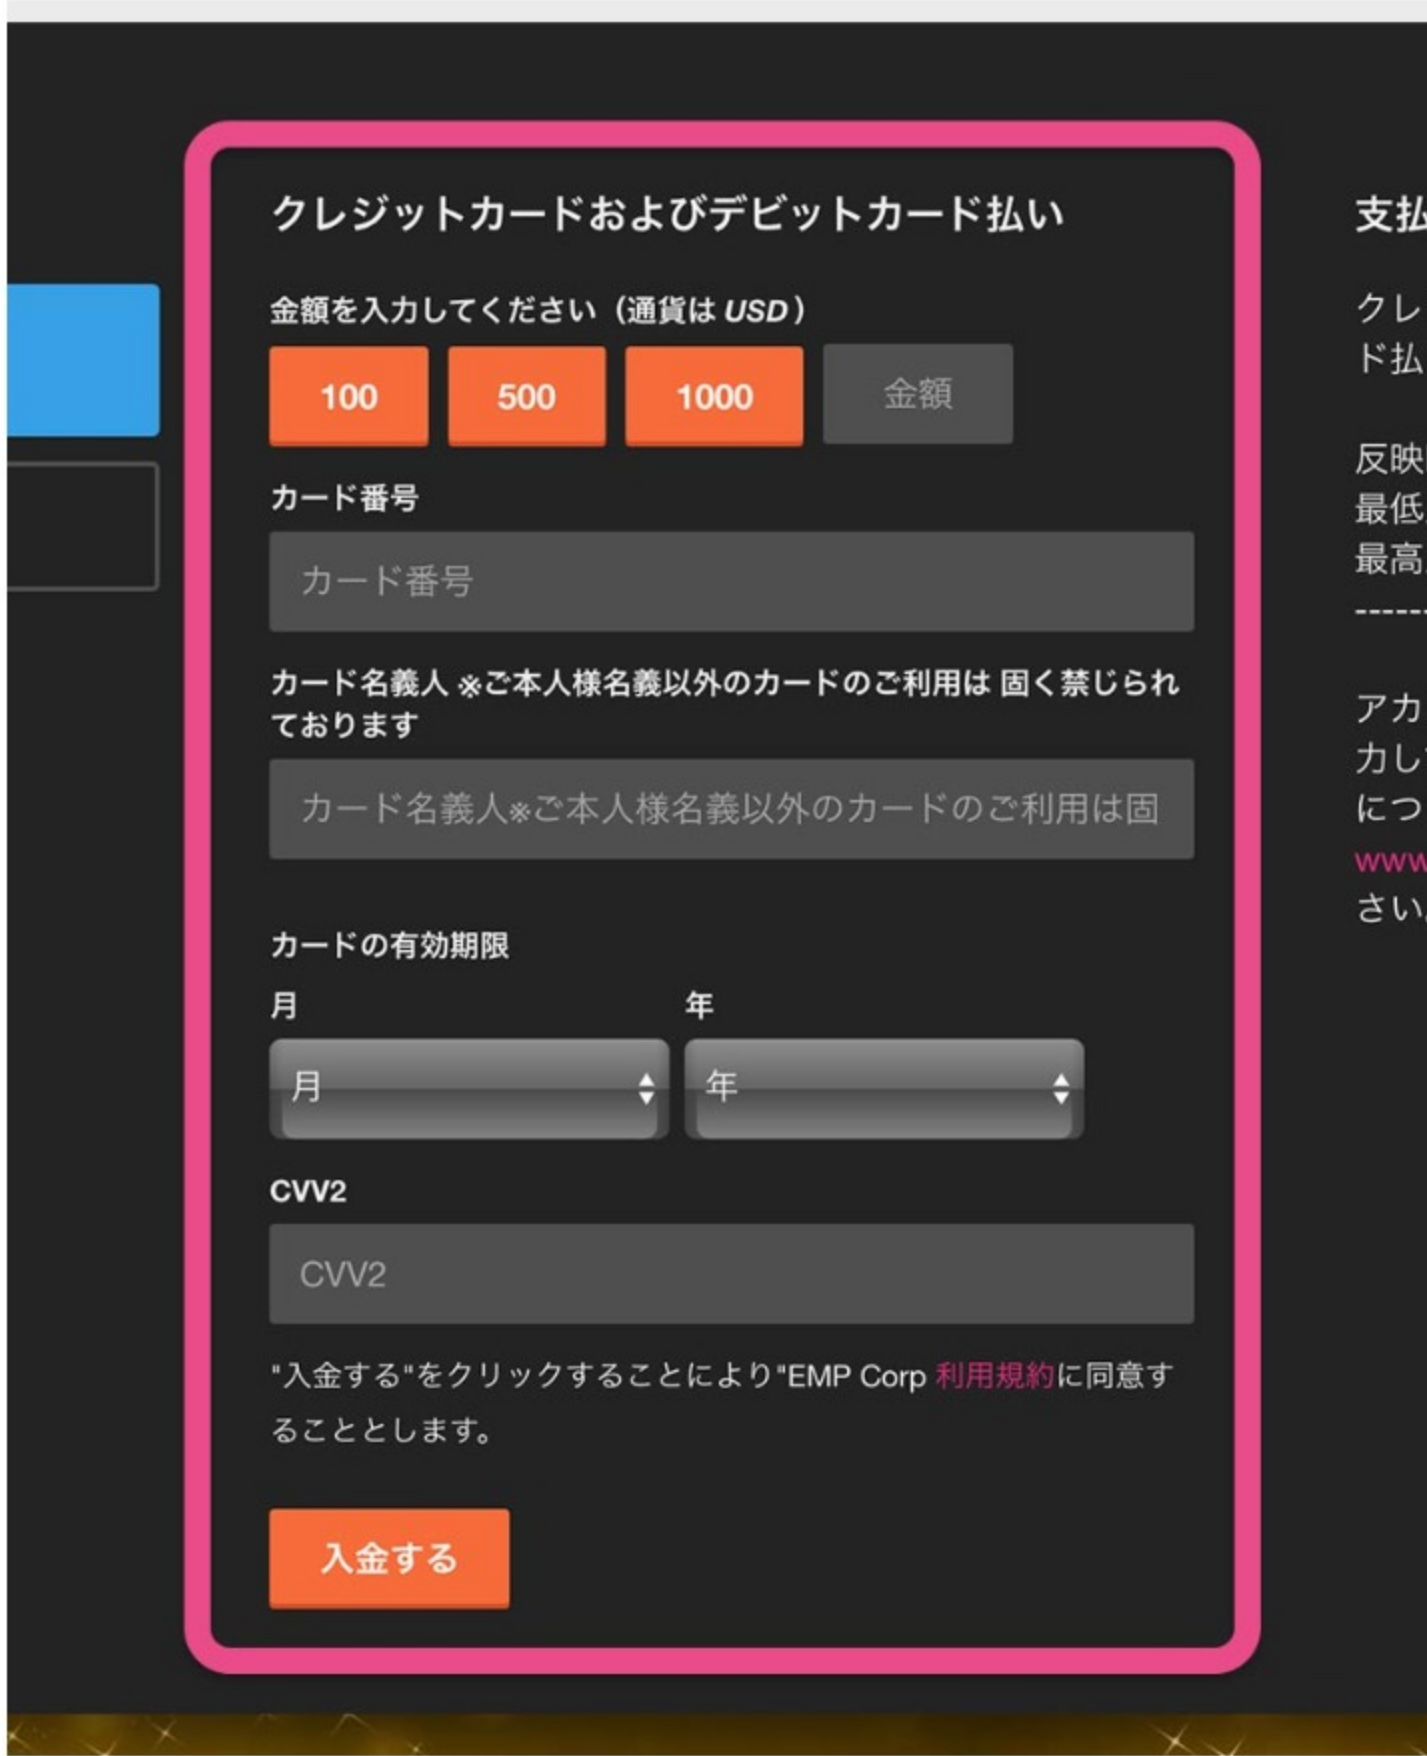 クレジットカードおよびデビットカード払い
金額を入力してください（通貨は USD）
100 500 1000 金額
カード番号
カード番号
カード名義人 ※ご本人様名義以外のカードのご利用は 固く禁じられ
ております
カード名義人※ご本人様名義以外のカードのご利用は固
カードの有効期限
月 年
月 年
CVV2
CVV2
"入金する"をクリックすることにより"EMP Corp 利用規約に同意す
ることとします。
入金する
支払
クレ
ド払
反映
最低
最高
-------
アカ
力し
につ
www
さい